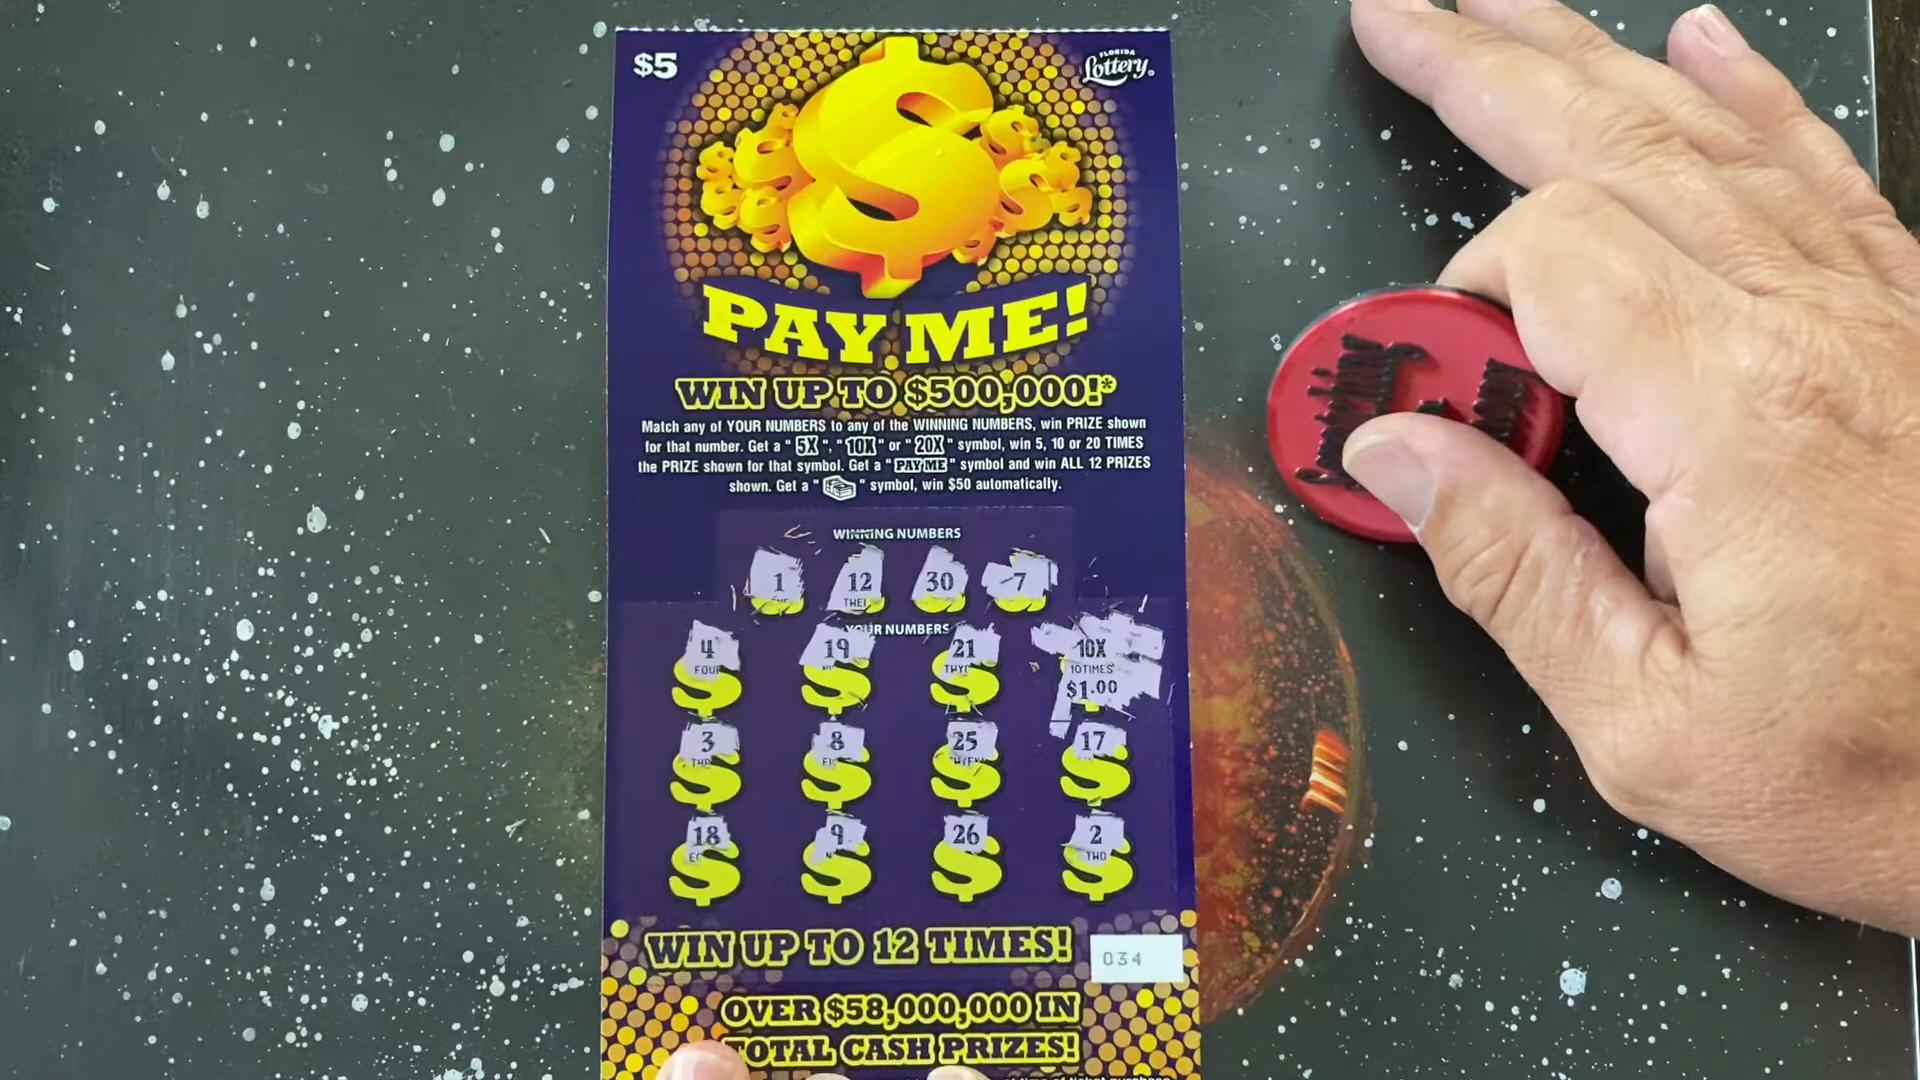 $5
FLORIDA
Lottery
PAY ME!
WIN UP TO $500,000!*
Match any of YOUR NUMBERS to any of the WINNING NUMBERS, win PRIZE shown
for that number. Get a "5X", "10X" or "20X" symbol, win 5, 10 or 20 TIMES
the PRIZE shown for that symbol. Get a "PAY ME" symbol and win ALL 12 PRIZES
shown. Get a " " symbol, win $50 automatically.
WINNING NUMBERS
1 12 30 7
YOUR NUMBERS
4 19 21 10X
FOUR 10TIMES
$1.00
3 8 25 17
18 9 26 2
TWO
WIN UP TO 12 TIMES!
034
OVER $58,000,000 IN
TOTAL CASH PRIZES!
time of ticket purchase